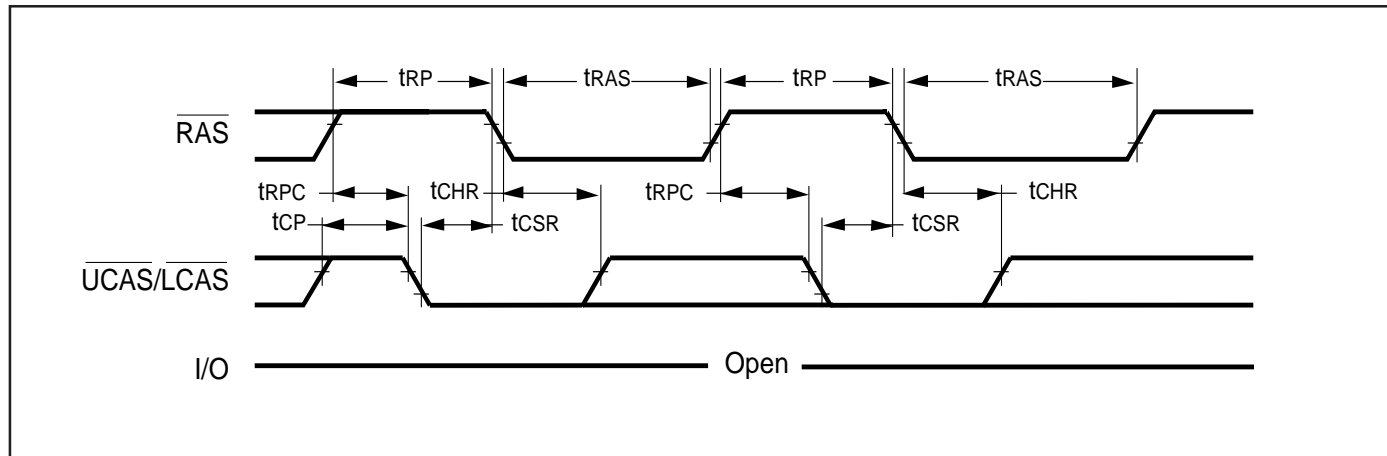 tRP tRAS tRP tRAS
RAS
tRPC tCHR tRPC tCHR
tCP tCSR tCSR
UCAS/LCAS
I/O Open